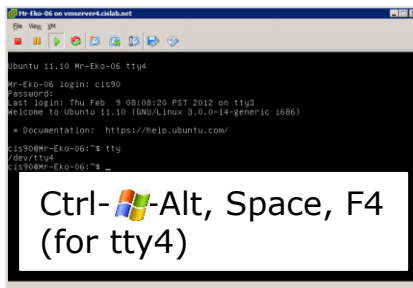 Mr-Eko-06 on vmserver4.cislab.net
File View VM
Ubuntu 11.10 Mr-Eko-06 tty4
Mr-Eko-06 login: cis90
Password:
Last login: Thu Feb  9 08:08:20 PST 2012 on tty3
Welcome to Ubuntu 11.10 (GNU/Linux 3.0.0-14-generic i686)
* Documentation:  https://help.ubuntu.com/
cis90@Mr-Eko-06:~$ tty
/dev/tty4
cis90@Mr-Eko-06:~$ _
Ctrl- -Alt, Space, F4
(for tty4)